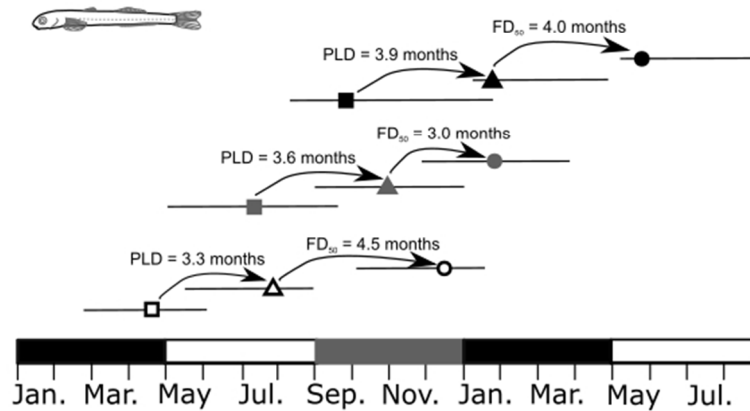 FD₅₀ = 4.0 months
PLD = 3.9 months
FD₅₀ = 3.0 months
PLD = 3.6 months
FD₅₀ = 4.5 months
PLD = 3.3 months
Jan. Mar. May Jul. Sep. Nov. Jan. Mar. May Jul.